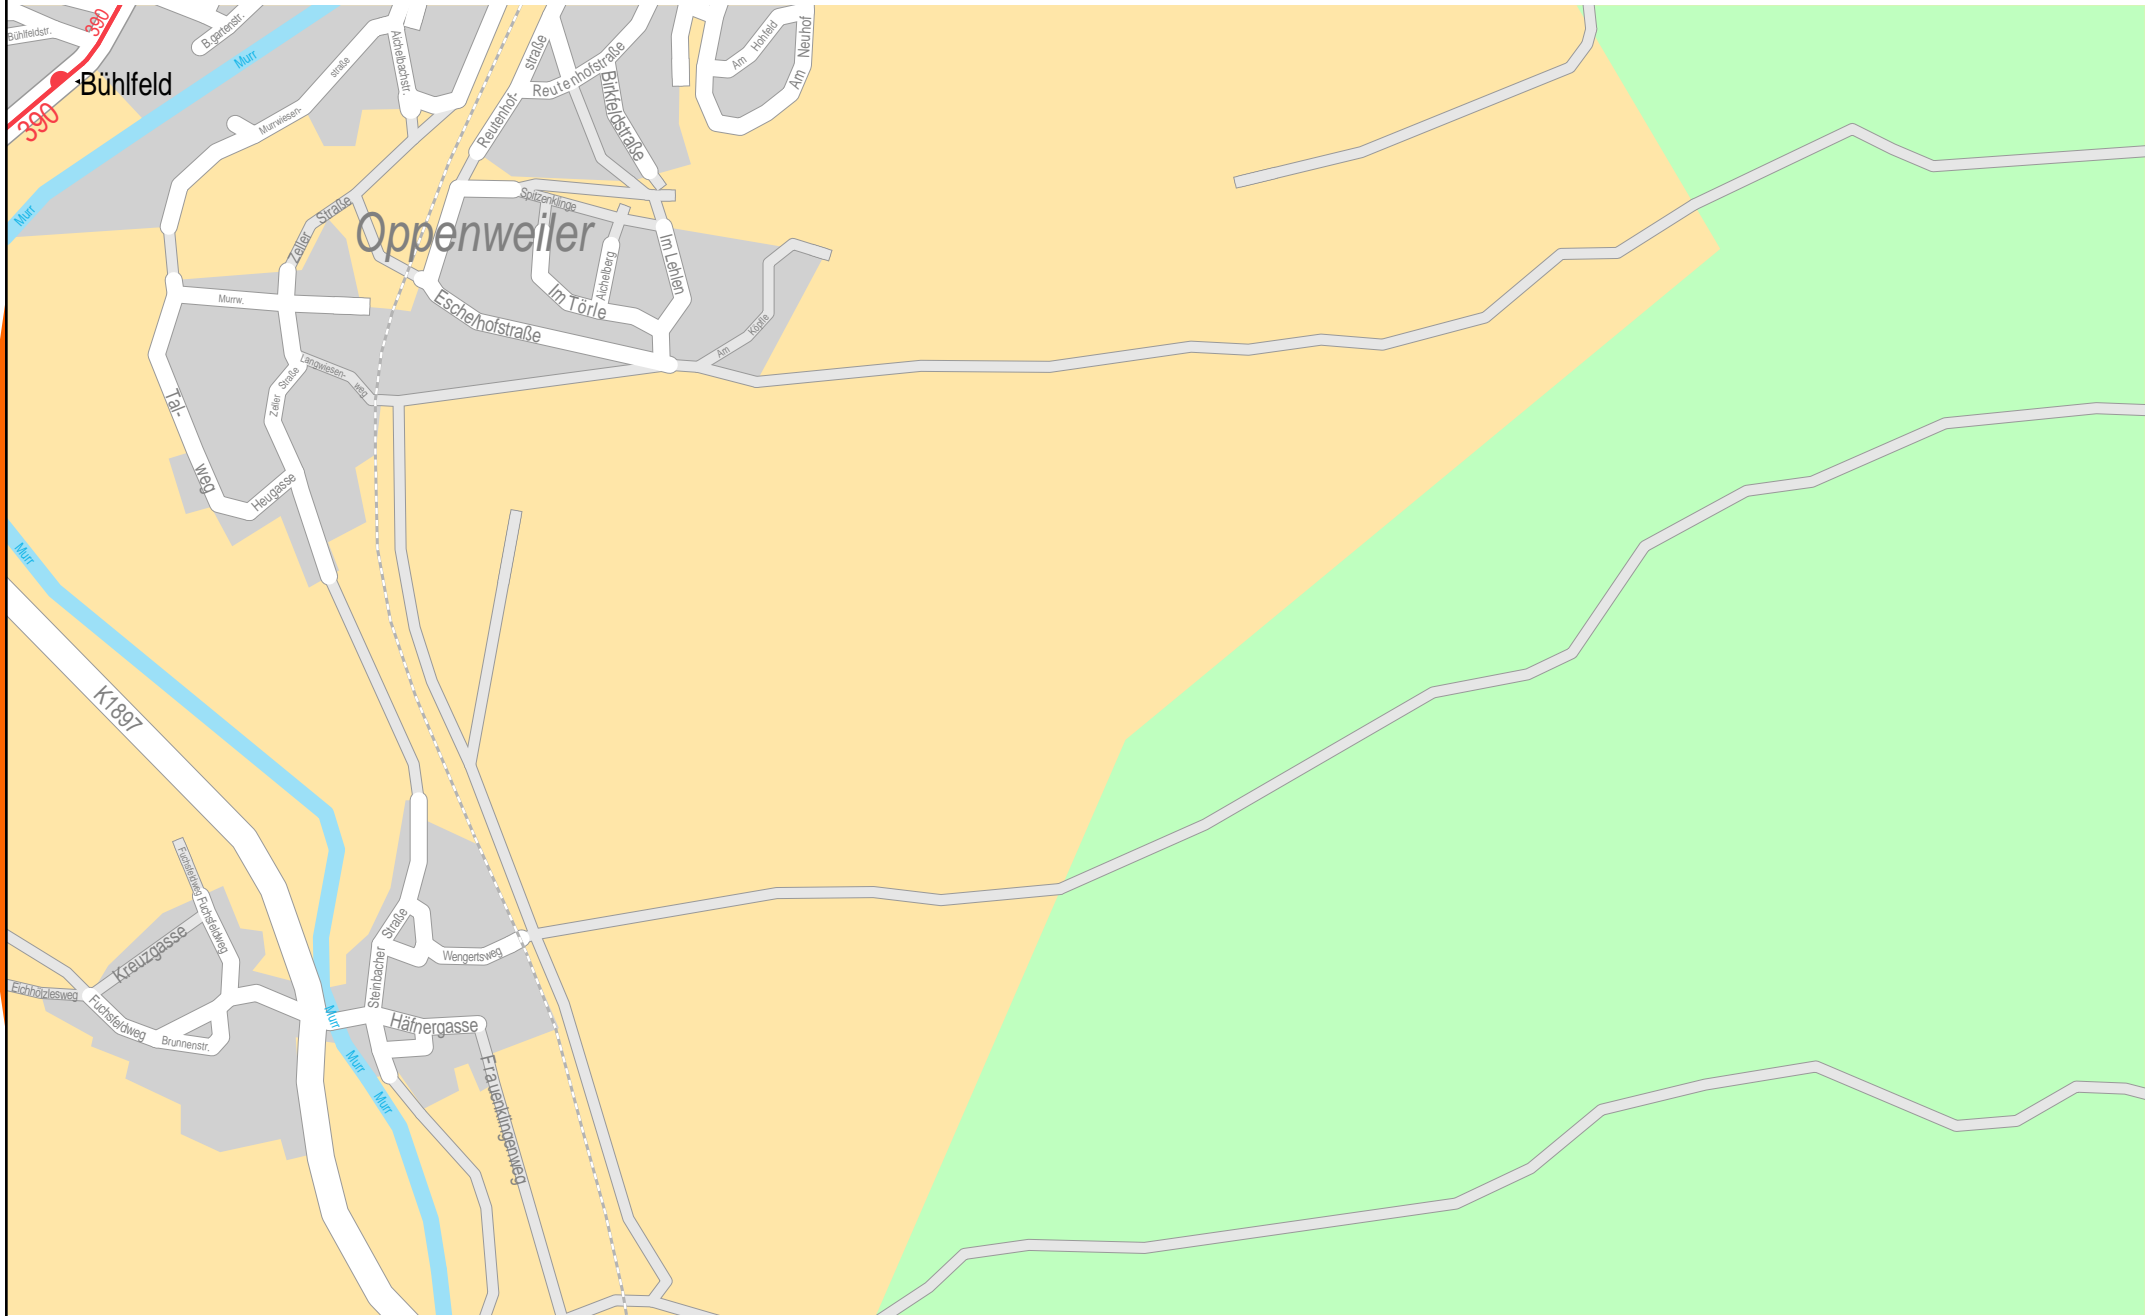 Bühlfeldstr.
390
B.gartenstr.
Murr
Bühlfeld
390
Murr
straße
Murrwiesen-
Aichelbachstr.
straße
Reutenhof-
Reutenhofstraße
Birkfeldstraße
Am Hohfeld
Am Neuhof
Zeller Straße
Oppenweiler
Spitzenklinge
Im Lehlen
Aichelberg
Im Törle
Eschelhofstraße
Am Köpfle
Murrw.
Langwiesen-
weg
Zeller Straße
Tal-
Weg
Heugasse
Murr
K1897
Fuchsfeldweg
Fuchsfeldweg
Kreuzgasse
Eichhölzlesweg
Fuchsfeldweg
Brunnenstr.
Steinbacher Straße
Wengertsweg
Häfnergasse
Murr
Murr
Murr
Frauenklingenweg